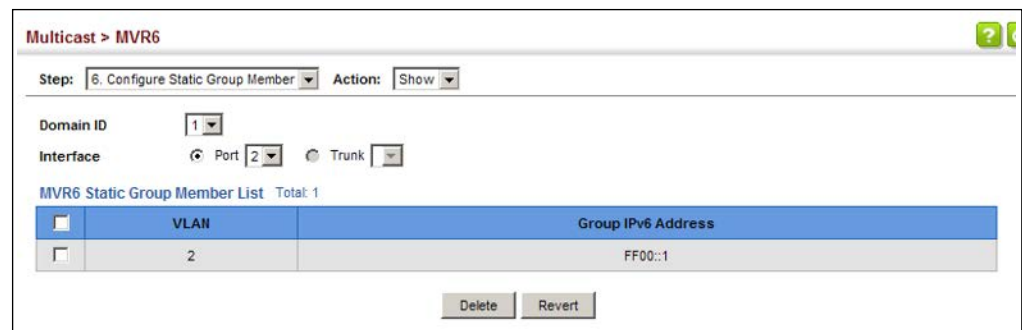 Multicast > MVR6
?
Step: 6. Configure Static Group Member Action: Show
Domain ID 1
Interface Port 2 Trunk
MVR6 Static Group Member List Total: 1
VLAN Group IPv6 Address
2 FF00::1
Delete Revert